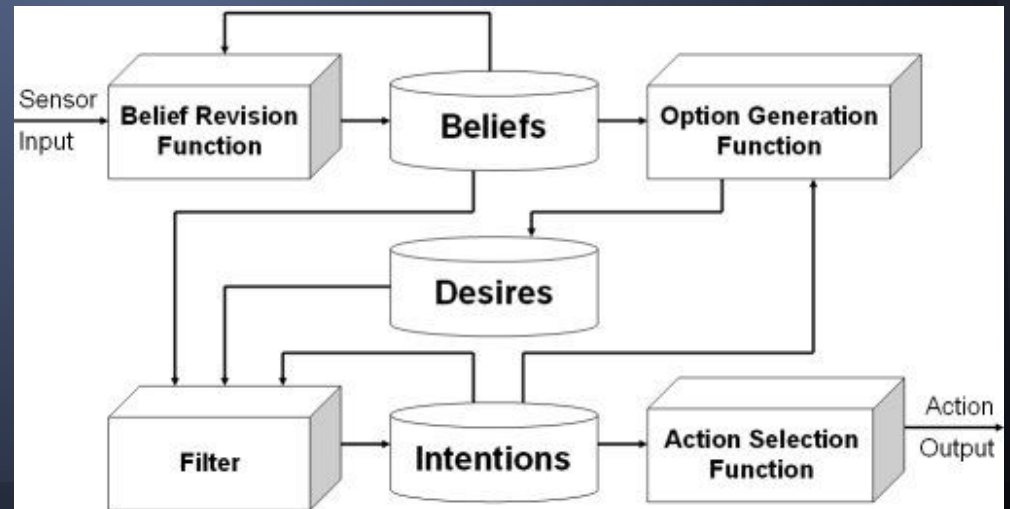 Sensor
Input
Belief Revision
Function
Beliefs
Option Generation
Function
Desires
Filter
Intentions
Action Selection
Function
Action
Output